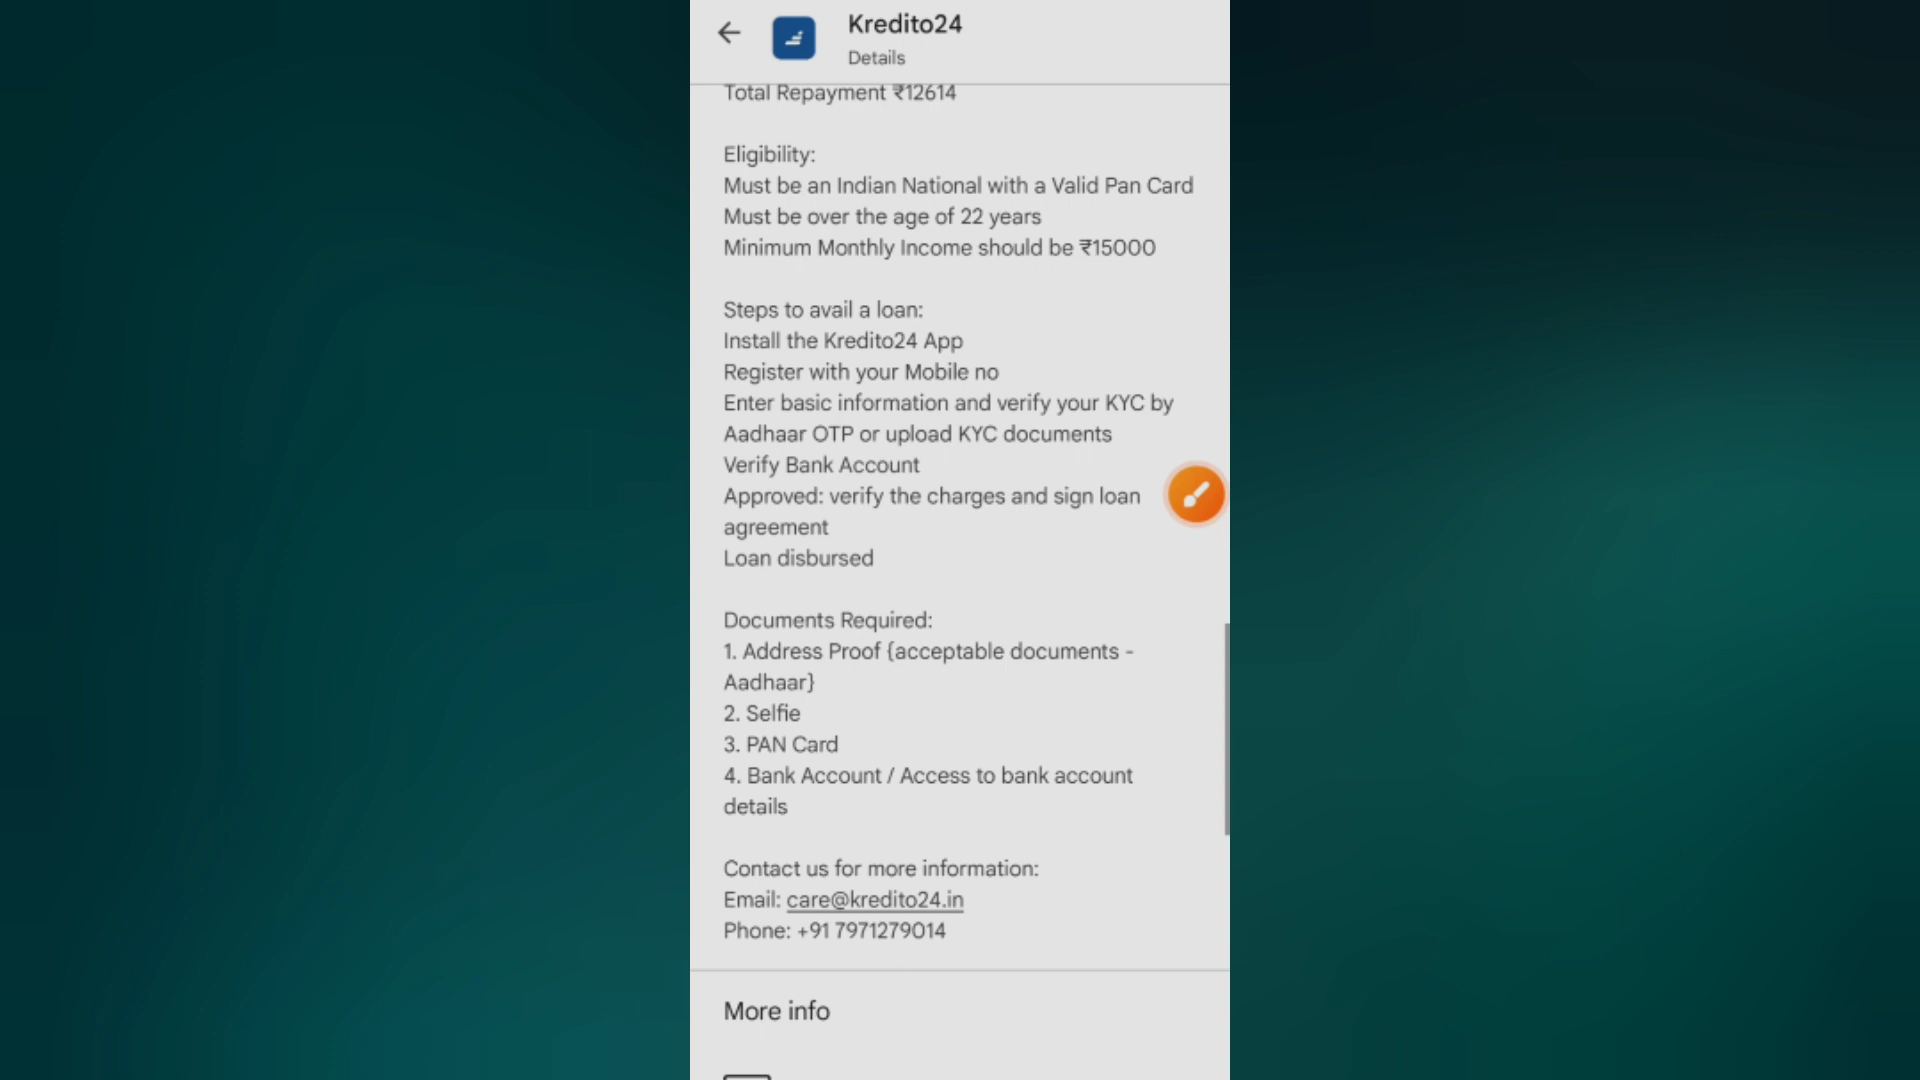 Kredito24
Details
Total Repayment ₹12614
Eligibility:
Must be an Indian National with a Valid Pan Card
Must be over the age of 22 years
Minimum Monthly Income should be ₹15000
Steps to avail a loan:
Install the Kredito24 App
Register with your Mobile no
Enter basic information and verify your KYC by
Aadhaar OTP or upload KYC documents
Verify Bank Account
Approved: verify the charges and sign loan
agreement
Loan disbursed
Documents Required:
1. Address Proof {acceptable documents -
Aadhaar}
2. Selfie
3. PAN Card
4. Bank Account / Access to bank account
details
Contact us for more information:
Email: care@kredito24.in
Phone: +91 7971279014
More info